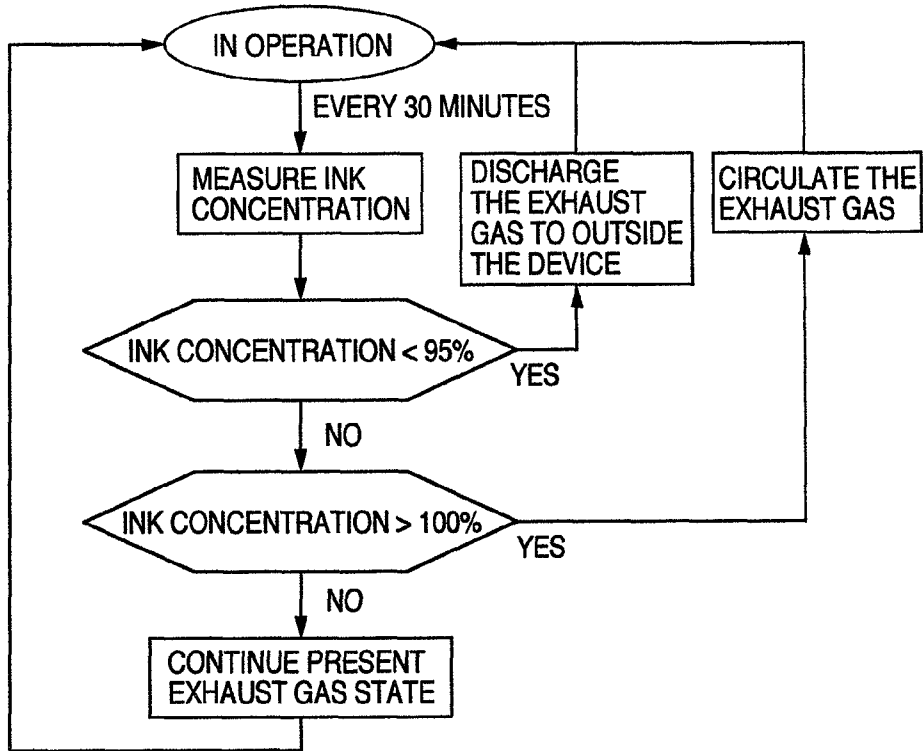 IN OPERATION
EVERY 30 MINUTES
MEASURE INK
CONCENTRATION
DISCHARGE
THE EXHAUST
GAS TO OUTSIDE
THE DEVICE
CIRCULATE THE
EXHAUST GAS
INK CONCENTRATION < 95%
YES
NO
INK CONCENTRATION > 100%
YES
NO
CONTINUE PRESENT
EXHAUST GAS STATE